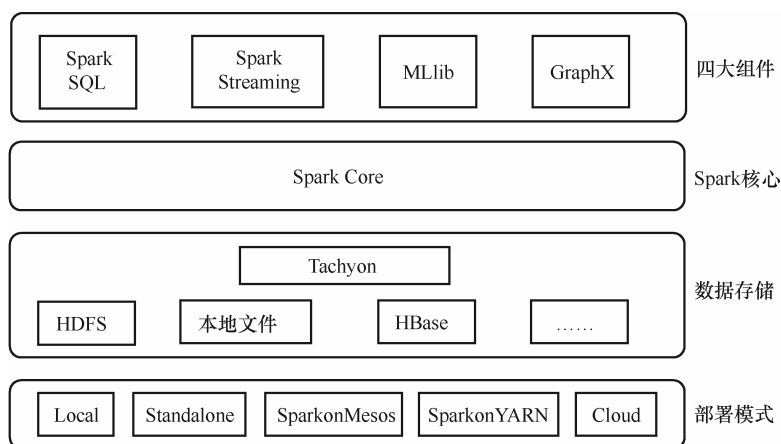 Spark
SQL
Spark
Streaming
MLlib
GraphX
四大组件
Spark Core
Spark核心
Tachyon
数据存储
HDFS
本地文件
HBase
……
Local
Standalone
SparkonMesos
SparkonYARN
Cloud
部署模式